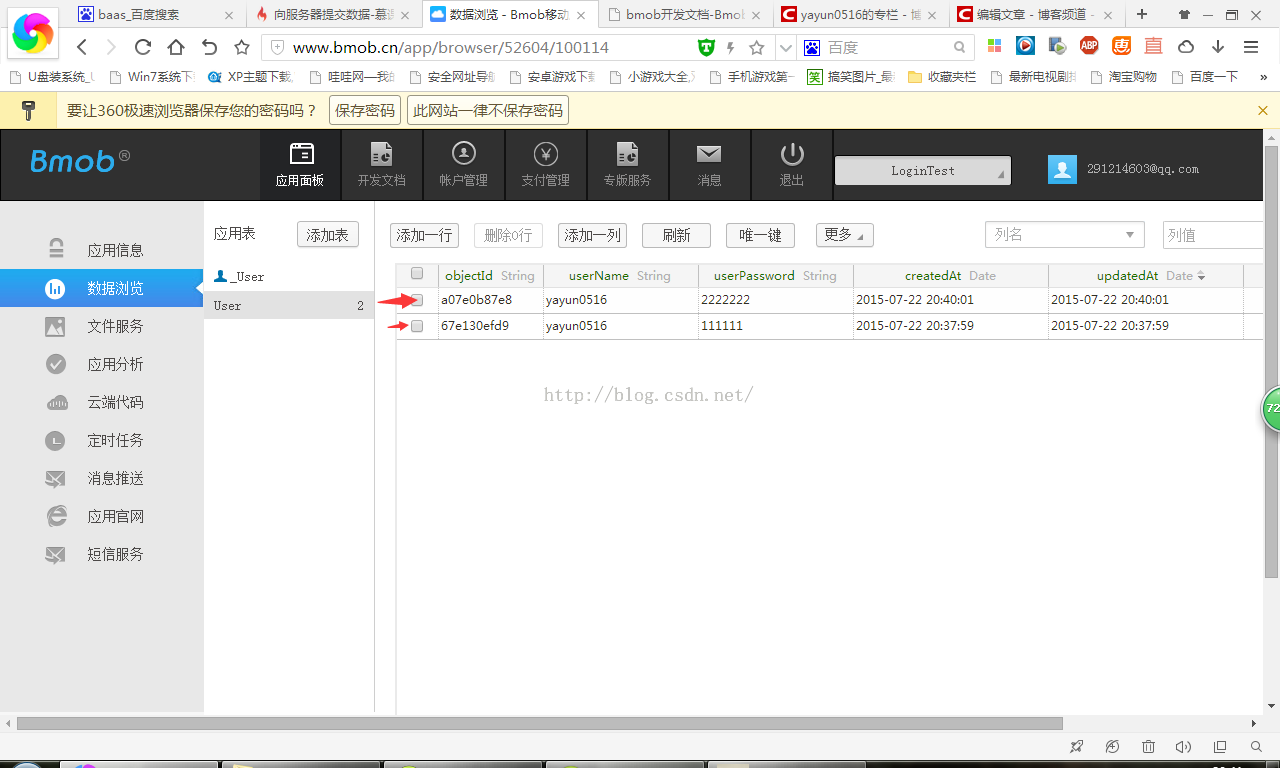 baas_百度搜索
向服务器提交数据-慕
数据浏览 - Bmob移动
bmob开发文档-Bmob
yayun0516的专栏 - 博
编辑文章 - 博客频道 -
www.bmob.cn/app/browser/52604/100114
百度
ABP
惠
直
U盘装系统_U
Win7系统下
XP主题下载
哇哇网—我的
安全网址导航
安卓游戏下载
小游戏大全,
手机游戏第一
笑 搞笑图片_最
收藏夹栏
最新电视剧排
淘宝购物
百度一下
»
要让360极速浏览器保存您的密码吗？ 保存密码 此网站一律不保存密码
Bmob®
应用面板
开发文档
帐户管理
支付管理
专版服务
消息
退出
LoginTest
291214603@qq.com
应用信息
数据浏览
文件服务
应用分析
云端代码
定时任务
消息推送
应用官网
短信服务
应用表 添加表
_User
User 2
添加一行 删除0行 添加一列 刷新 唯一键 更多 列名 列值
objectId String userName String userPassword String createdAt Date updatedAt Date
a07e0b87e8 yayun0516 2222222 2015-07-22 20:40:01 2015-07-22 20:40:01
67e130efd9 yayun0516 111111 2015-07-22 20:37:59 2015-07-22 20:37:59
http://blog.csdn.net/
72